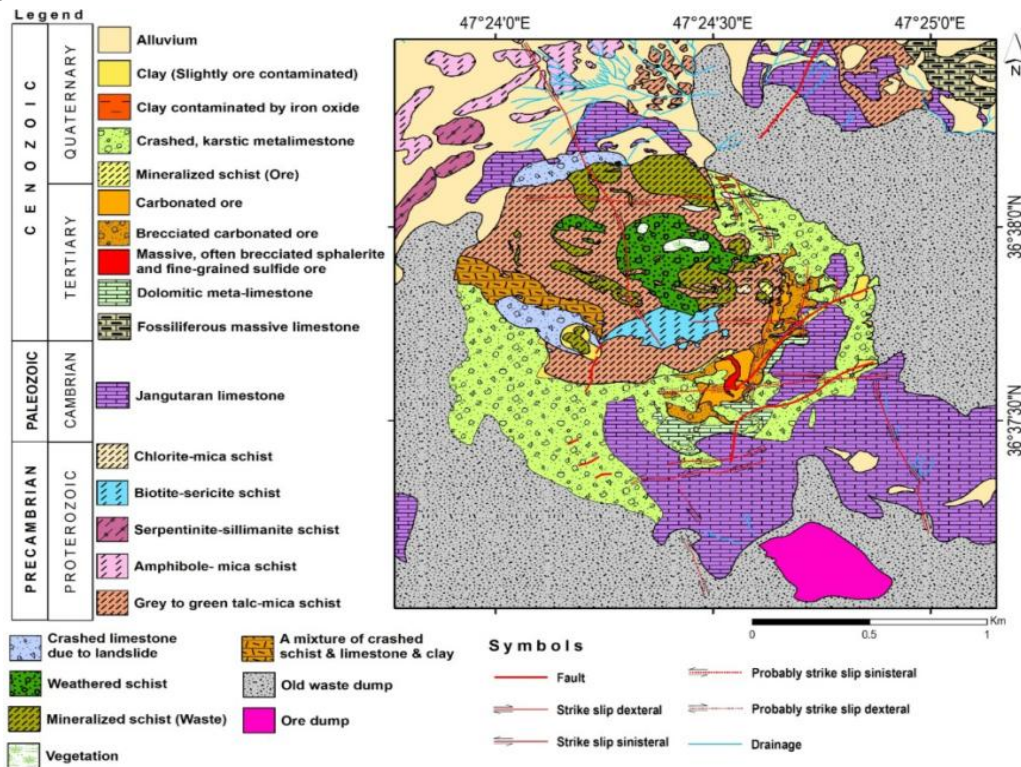 Legend
47°24'0"E
47°24'30"E
47°25'0"E
N
CENOZOIC
QUATERNARY
TERTIARY
PALEOZOIC
CAMBRIAN
PRECAMBRIAN
PROTEROZOIC
Alluvium
Clay (Slightly ore contaminated)
Clay contaminated by iron oxide
Crashed, karstic metalimestone
Mineralized schist (Ore)
Carbonated ore
Brecciated carbonated ore
Massive, often brecciated sphalerite
and fine-grained sulfide ore
Dolomitic meta-limestone
Fossiliferous massive limestone
Jangutaran limestone
Chlorite-mica schist
Biotite-sericite schist
Serpentinite-sillimanite schist
Amphibole- mica schist
Grey to green talc-mica schist
36°38'0"N
36°37'30"N
Crashed limestone
due to landslide
Weathered schist
Mineralized schist (Waste)
Vegetation
A mixture of crashed
schist & limestone & clay
Old waste dump
Ore dump
Symbols
Fault
Strike slip dexteral
Strike slip sinisteral
Probably strike slip sinisteral
Probably strike slip dexteral
Drainage
Km
0 0.5 1